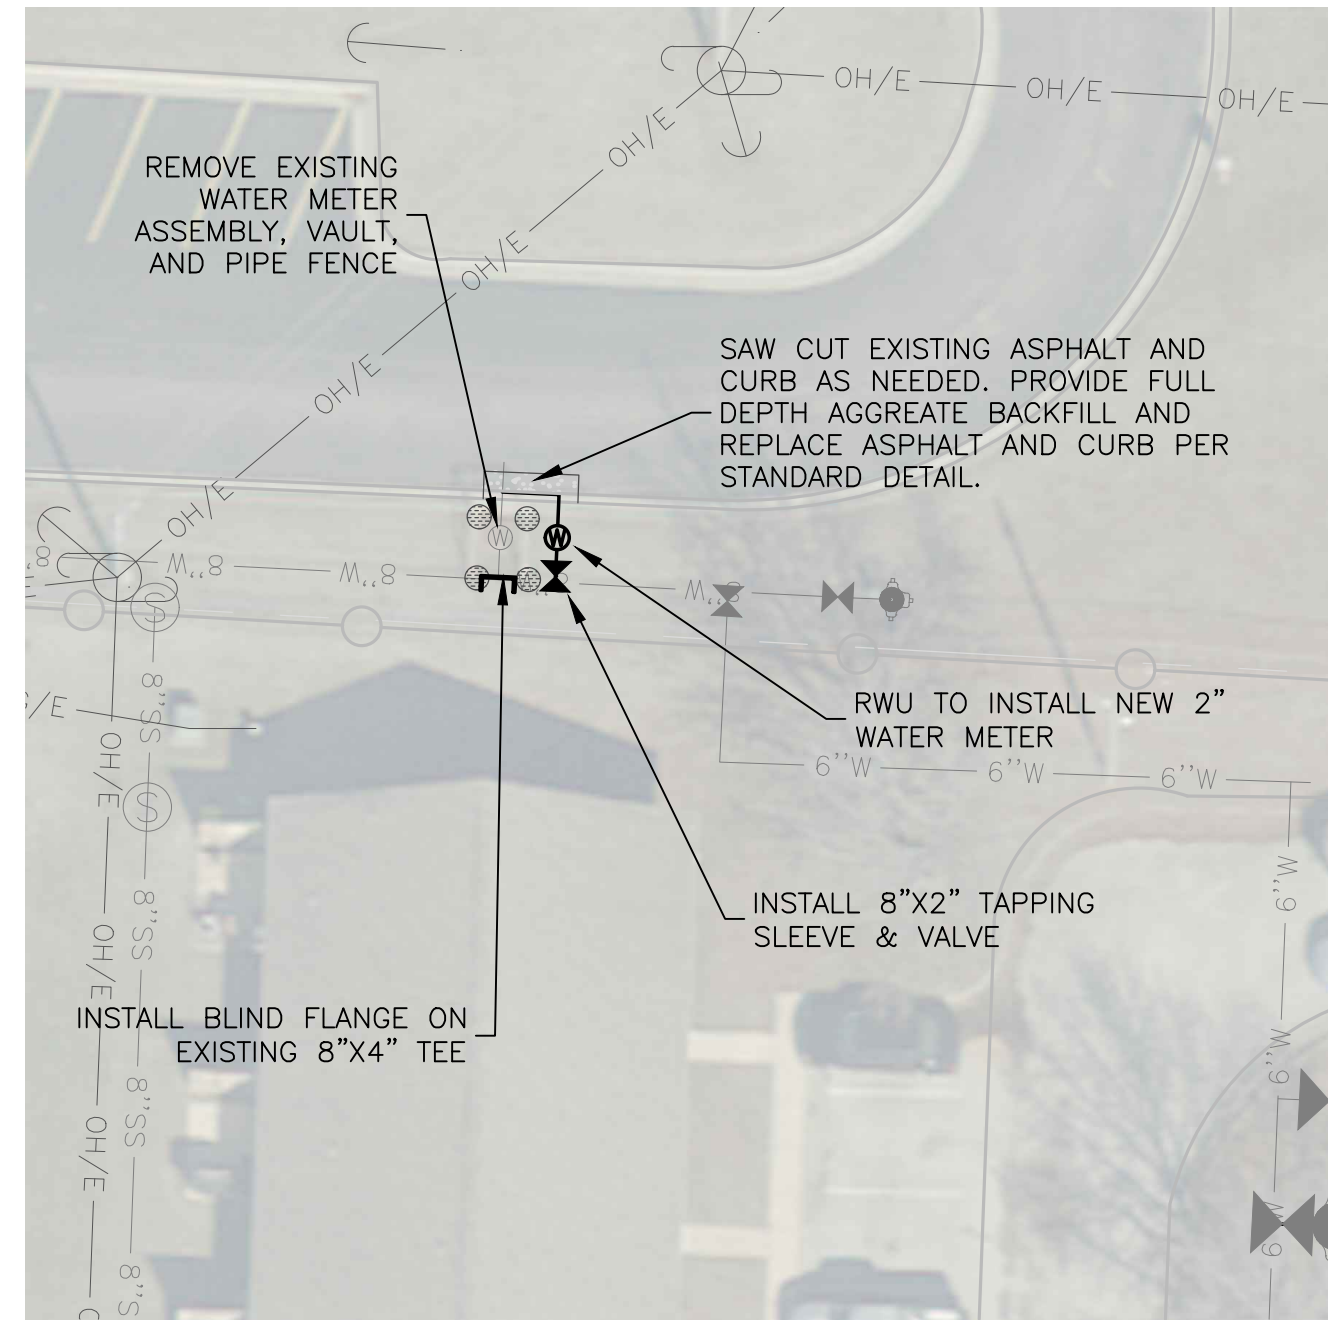 OH/E
OH/E
OH/E
OH/E
REMOVE EXISTING
WATER METER
ASSEMBLY, VAULT,
AND PIPE FENCE
OH/E
SAW CUT EXISTING ASPHALT AND
CURB AS NEEDED. PROVIDE FULL
DEPTH AGGREATE BACKFILL AND
REPLACE ASPHALT AND CURB PER
STANDARD DETAIL.
OH/E
OH/E
W
W
8"W
8"W
8"W
S
8"SS
RWU TO INSTALL NEW 2"
WATER METER
OH/E
6"W
6"W
6"W
S
8"SS
6"W
INSTALL 8"X2" TAPPING
SLEEVE & VALVE
OH/E
INSTALL BLIND FLANGE ON
EXISTING 8"X4" TEE
6"W
8"SS
OH/E
6"W
8"S